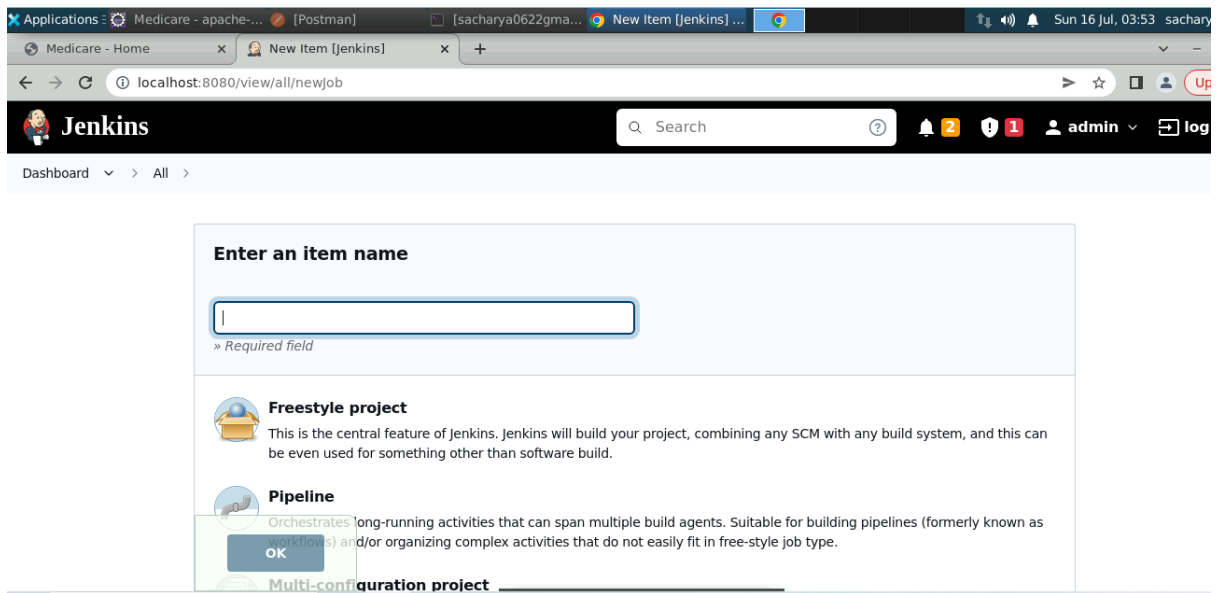 Applications Medicare - apache-... [Postman] [sacharya0622gma... New Item [Jenkins] ... Sun 16 Jul, 03:53 sachary
Medicare - Home × New Item [Jenkins] × +
localhost:8080/view/all/newJob Up
Jenkins Search 2 1 admin log
Dashboard > All >
Enter an item name
» Required field
Freestyle project
This is the central feature of Jenkins. Jenkins will build your project, combining any SCM with any build system, and this can
be even used for something other than software build.
Pipeline
Orchestrates long-running activities that can span multiple build agents. Suitable for building pipelines (formerly known as
workflows) and/or organizing complex activities that do not easily fit in free-style job type.
OK
Multi-configuration project